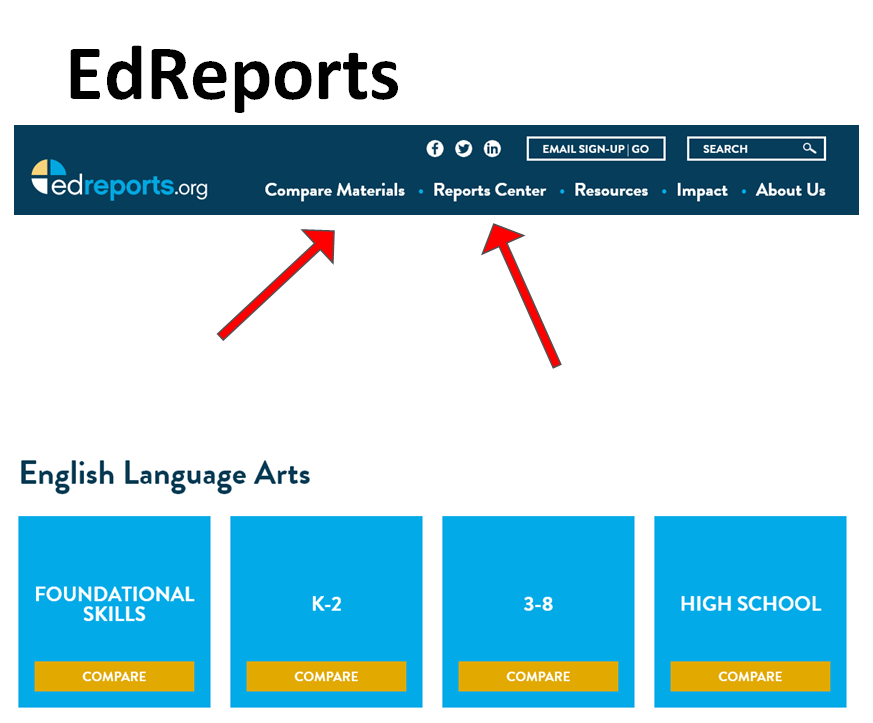 EdReports
EMAIL SIGN-UP | GO
SEARCH
edreports.org
Compare Materials • Reports Center • Resources • Impact • About Us
English Language Arts
FOUNDATIONAL
SKILLS
K-2
3-8
HIGH SCHOOL
COMPARE
COMPARE
COMPARE
COMPARE